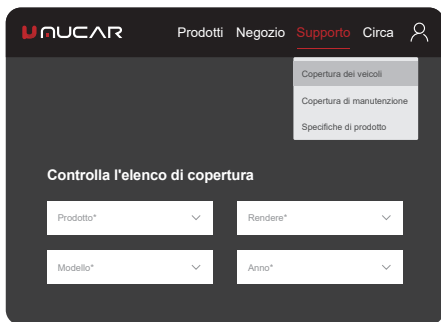 UNUCAR
Prodotti Negozio Supporto Circa
Copertura dei veicoli
Copertura di manutenzione
Specifiche di prodotto
Controlla l'elenco di copertura
Prodotto* Rendere*
Modello* Anno*